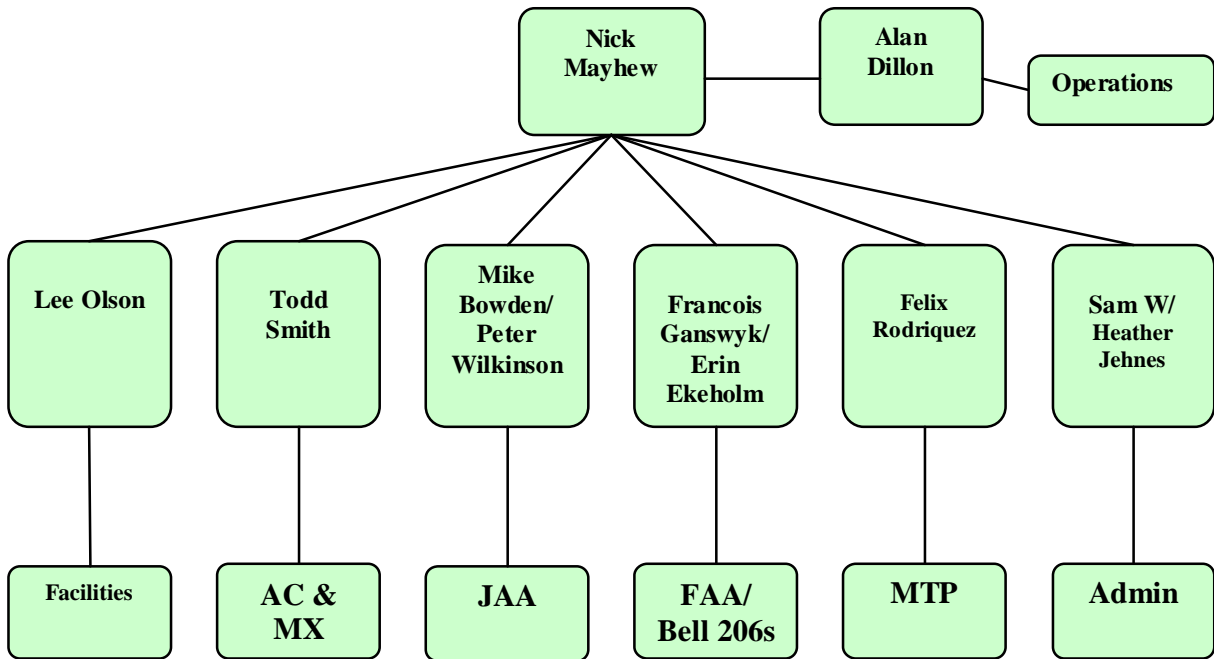 Nick
Mayhew
Alan
Dillon
Operations
Lee Olson
Todd
Smith
Mike
Bowden/
Peter
Wilkinson
Francois
Ganswyk/
Erin
Ekeholm
Felix
Rodriquez
Sam W/
Heather
Jehnes
Facilities
AC &
MX
JAA
FAA/
Bell 206s
MTP
Admin